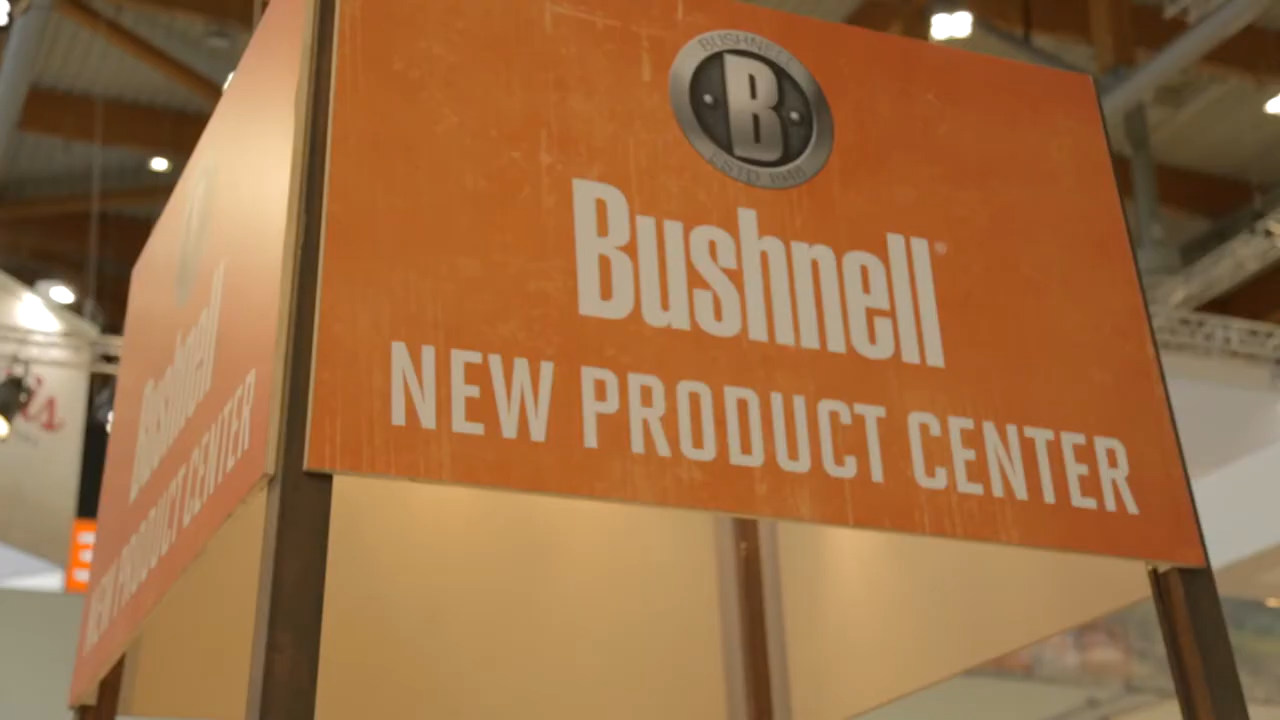 BUSHNELL
B
ESTD 1948
Bushnell®
NEW PRODUCT CENTER
Bushnell
NEW PRODUCT CENTER